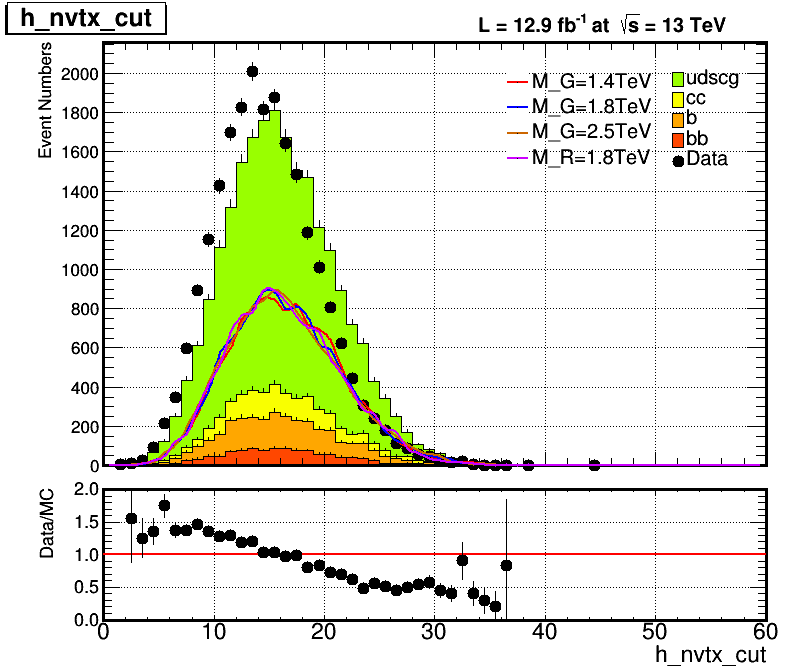 h_nvtx_cut
L = 12.9 fb⁻¹ at √s = 13 TeV
Event Numbers
2000
1800
1600
1400
1200
1000
800
600
400
200
0
M_G=1.4TeV
M_G=1.8TeV
M_G=2.5TeV
M_R=1.8TeV
udscg
cc
b
bb
Data
Data/MC
2.0
1.5
1.0
0.5
0.0
0 10 20 30 40 50 60
h_nvtx_cut